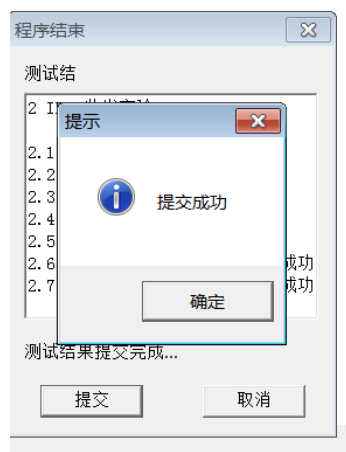 程序结束
测试结
2 I
提示
2.1
2.2
2.3
提交成功
2.4
2.5
2.6 成功
2.7 成功
确定
测试结果提交完成...
提交
取消